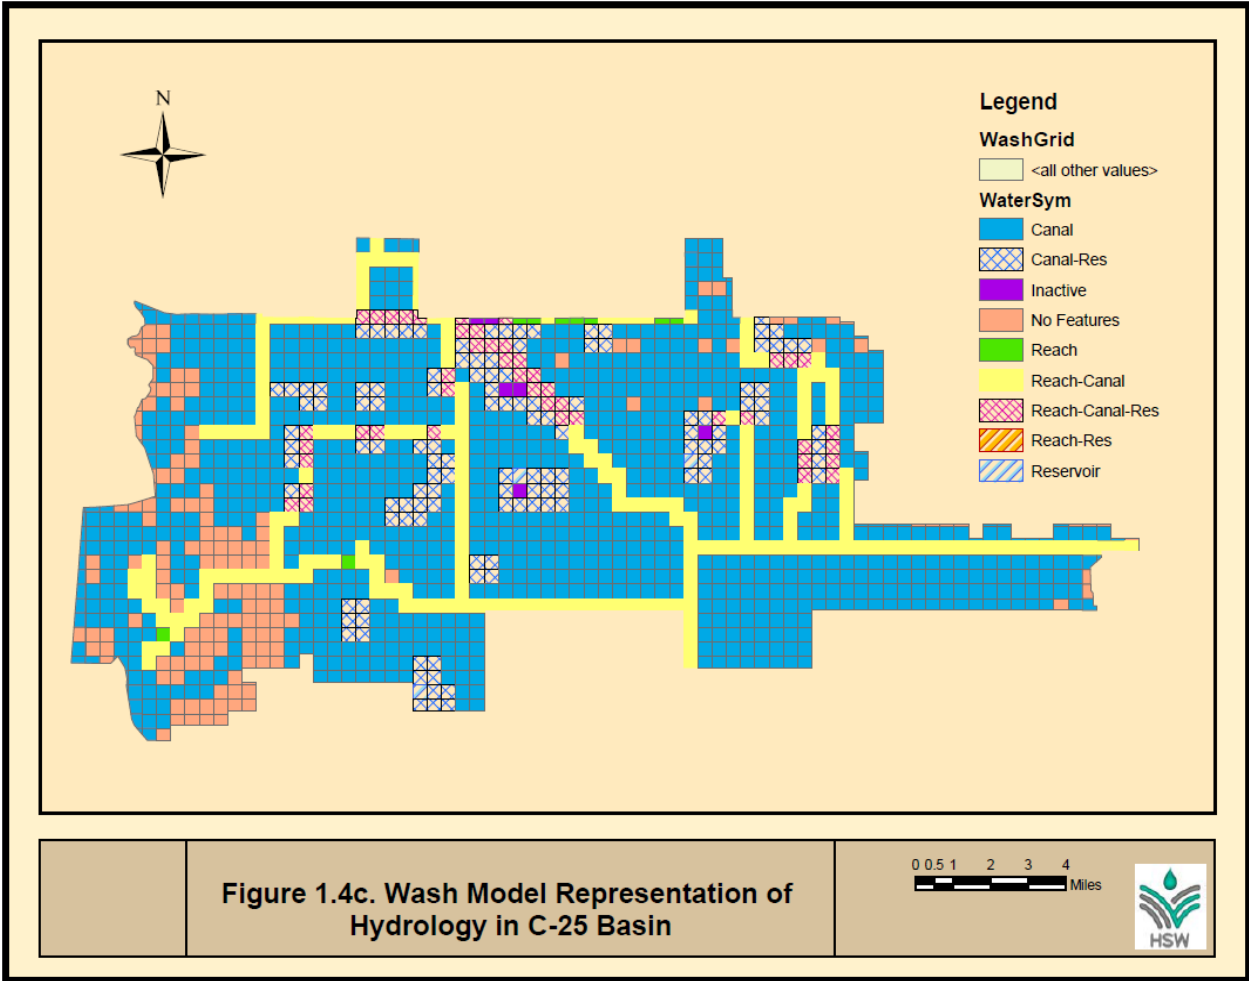 N
Legend
WashGrid
<all other values>
WaterSym
Canal
Canal-Res
Inactive
No Features
Reach
Reach-Canal
Reach-Canal-Res
Reach-Res
Reservoir
Figure 1.4c. Wash Model Representation of
Hydrology in C-25 Basin
0 0.5 1 2 3 4
Miles
HSW